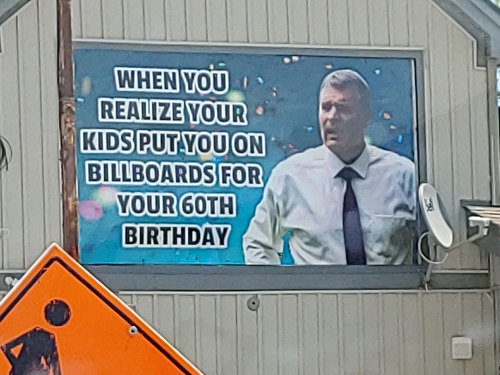 WHEN YOU
REALIZE YOUR
KIDS PUT YOU ON
BILLBOARDS FOR
YOUR 60TH
BIRTHDAY